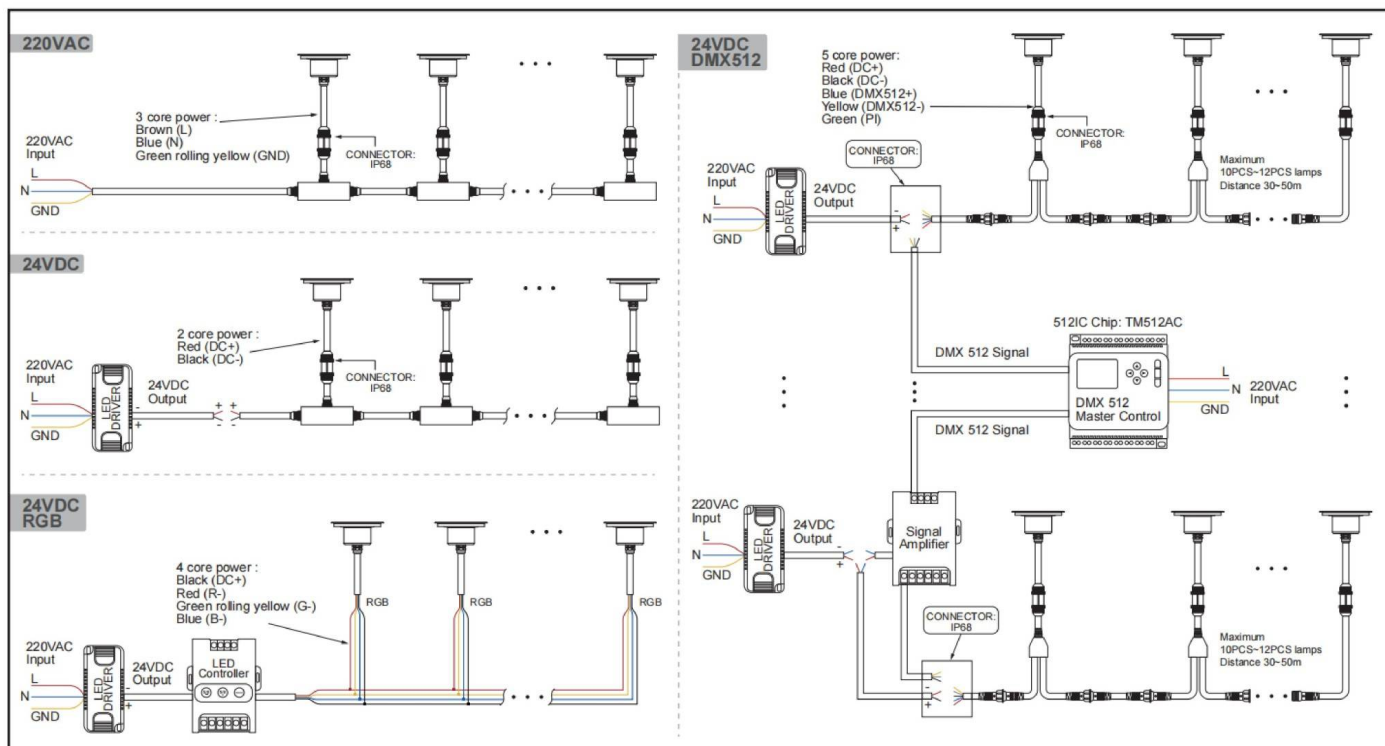 220VAC
3 core power :
Brown (L)
Blue (N)
Green rolling yellow (GND)
CONNECTOR:
IP68
220VAC
Input
L
N
GND
24VDC
2 core power :
Red (DC+)
Black (DC-)
CONNECTOR:
IP68
220VAC
Input
L
N
GND
LED
DRIVER
24VDC
Output
-
+
+ +
- -
24VDC
RGB
4 core power :
Black (DC+)
Red (R-)
Green rolling yellow (G-)
Blue (B-)
RGB
RGB
RGB
220VAC
Input
L
N
GND
LED
DRIVER
24VDC
Output
-
+
LED
Controller
24VDC
DMX512
5 core power :
Red (DC+)
Black (DC-)
Blue (DMX512+)
Yellow (DMX512-)
Green (PI)
CONNECTOR:
IP68
CONNECTOR:
IP68
Maximum
10PCS~12PCS lamps
Distance 30~50m
220VAC
Input
L
N
GND
LED
DRIVER
24VDC
Output
-
+
512IC Chip: TM512AC
DMX 512 Signal
DMX 512
Master Control
L
N
GND
220VAC
Input
DMX 512 Signal
Signal
Amplifier
220VAC
Input
L
N
GND
LED
DRIVER
24VDC
Output
-
+
CONNECTOR:
IP68
-
+
Maximum
10PCS~12PCS lamps
Distance 30~50m